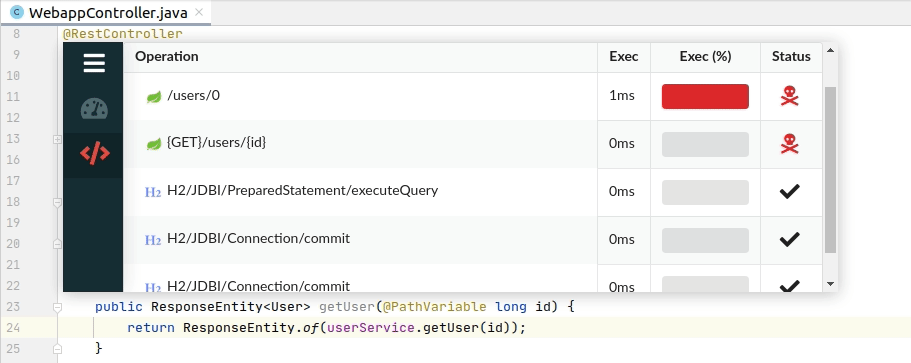 WebappController.java
8 @RestController
9
10
11
12
13
16
17
18
19
20
21
22
Operation Exec Exec (%) Status
/users/0 1ms
{GET}/users/{id} 0ms
H2 H2/JDBI/PreparedStatement/executeQuery 0ms
H2 H2/JDBI/Connection/commit 0ms
H2 H2/JDBI/Connection/commit 0ms
23 public ResponseEntity<User> getUser(@PathVariable long id) {
24 return ResponseEntity.of(userService.getUser(id));
25 }